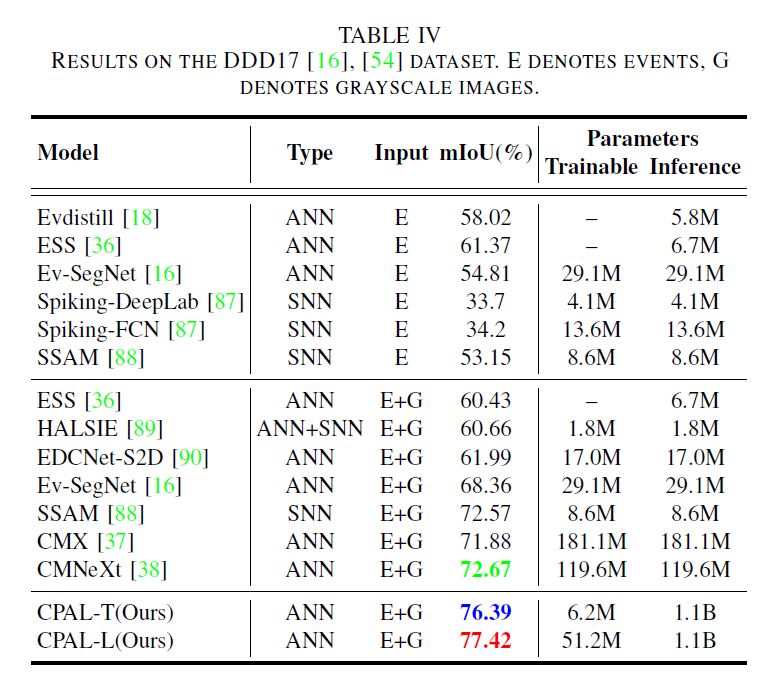 TABLE IV
RESULTS ON THE DDD17 [16], [54] DATASET. E DENOTES EVENTS, G
DENOTES GRAYSCALE IMAGES.
Model Type Input mIoU(%) Parameters
Trainable Inference
Evdistill [18] ANN E 58.02 – 5.8M
ESS [36] ANN E 61.37 – 6.7M
Ev-SegNet [16] ANN E 54.81 29.1M 29.1M
Spiking-DeepLab [87] SNN E 33.7 4.1M 4.1M
Spiking-FCN [87] SNN E 34.2 13.6M 13.6M
SSAM [88] SNN E 53.15 8.6M 8.6M
ESS [36] ANN E+G 60.43 – 6.7M
HALSIE [89] ANN+SNN E+G 60.66 1.8M 1.8M
EDCNet-S2D [90] ANN E+G 61.99 17.0M 17.0M
Ev-SegNet [16] ANN E+G 68.36 29.1M 29.1M
SSAM [88] SNN E+G 72.57 8.6M 8.6M
CMX [37] ANN E+G 71.88 181.1M 181.1M
CMNeXt [38] ANN E+G 72.67 119.6M 119.6M
CPAL-T(Ours) ANN E+G 76.39 6.2M 1.1B
CPAL-L(Ours) ANN E+G 77.42 51.2M 1.1B